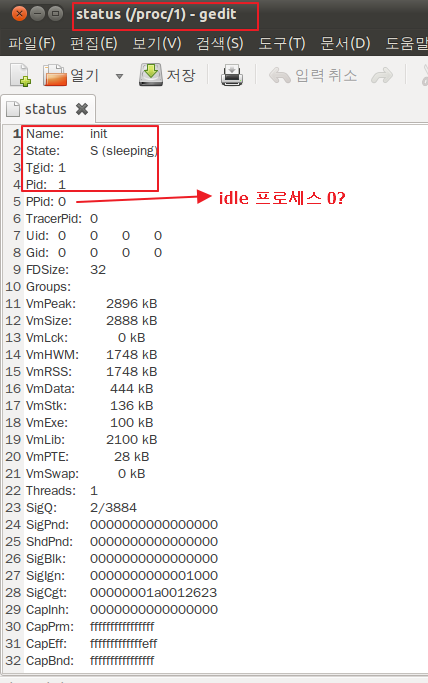 status (/proc/1) - gedit
파일(F) 편집(E) 보기(V) 검색(S) 도구(T) 문서(D) 도움말
열기 저장 입력 취소
status
1 Name: init
2 State: S (sleeping)
3 Tgid: 1
4 Pid: 1
5 PPid: 0 idle 프로세스 0?
6 TracerPid: 0
7 Uid: 0 0 0 0
8 Gid: 0 0 0 0
9 FDSize: 32
10 Groups:
11 VmPeak: 2896 kB
12 VmSize: 2888 kB
13 VmLck: 0 kB
14 VmHWM: 1748 kB
15 VmRSS: 1748 kB
16 VmData: 444 kB
17 VmStk: 136 kB
18 VmExe: 100 kB
19 VmLib: 2100 kB
20 VmPTE: 28 kB
21 VmSwap: 0 kB
22 Threads: 1
23 SigQ: 2/3884
24 SigPnd: 0000000000000000
25 ShdPnd: 0000000000000000
26 SigBlk: 0000000000000000
27 SigIgn: 0000000000001000
28 SigCgt: 00000001a0012623
29 CapInh: 0000000000000000
30 CapPrm: ffffffffffffffff
31 CapEff: fffffffffffffeff
32 CapBnd: ffffffffffffffff